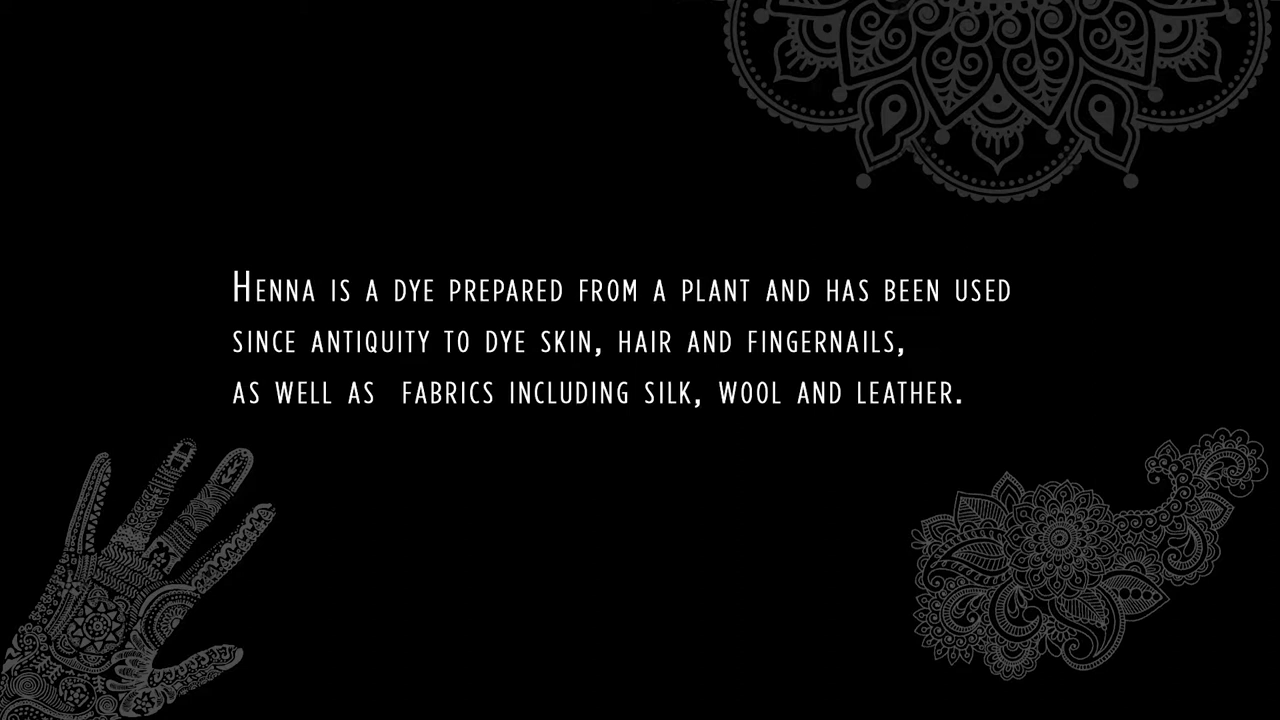 Henna is a dye prepared from a plant and has been used
since antiquity to dye skin, hair and fingernails,
as well as  fabrics including silk, wool and leather.